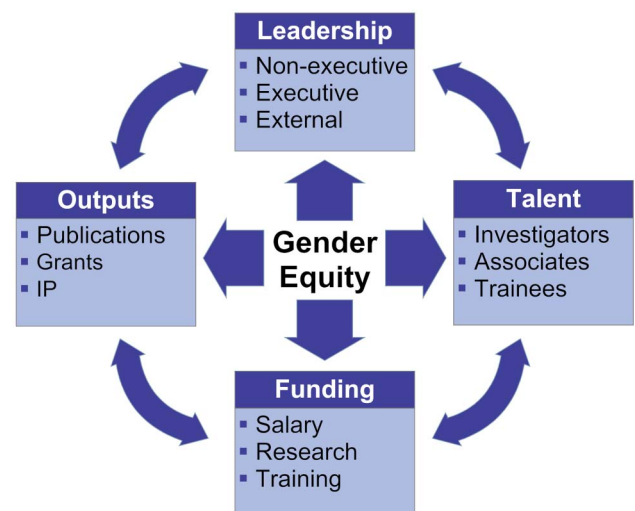 Leadership
▪ Non-executive
▪ Executive
▪ External
Outputs
▪ Publications
▪ Grants
▪ IP
Gender
Equity
Talent
▪ Investigators
▪ Associates
▪ Trainees
Funding
▪ Salary
▪ Research
▪ Training